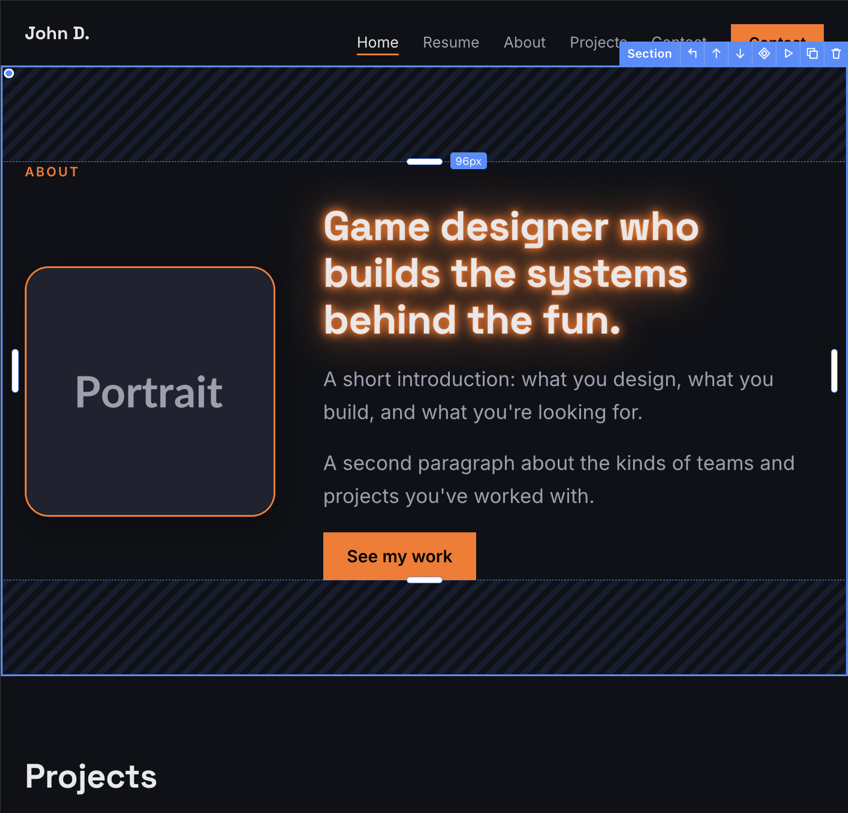 John D.
Home Resume About Projects Contact Contact
Section
96px
ABOUT
Game designer who
builds the systems
behind the fun.
Portrait
A short introduction: what you design, what you
build, and what you're looking for.
A second paragraph about the kinds of teams and
projects you've worked with.
See my work
Projects